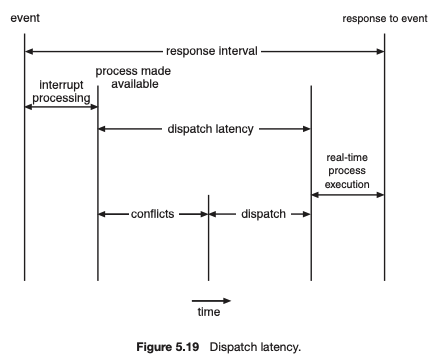 event
response to event
response interval
process made
available
interrupt
processing
dispatch latency
real-time
process
execution
conflicts
dispatch
time
Figure 5.19 Dispatch latency.